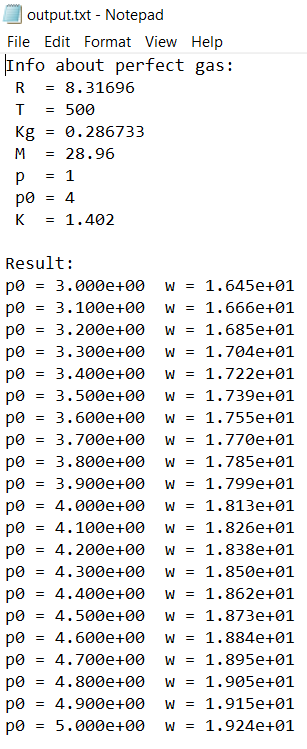 output.txt - Notepad
File Edit Format View Help
Info about perfect gas:
R = 8.31696
T = 500
Kg = 0.286733
M = 28.96
p = 1
p0 = 4
K = 1.402
Result:
p0 = 3.000e+00 w = 1.645e+01
p0 = 3.100e+00 w = 1.666e+01
p0 = 3.200e+00 w = 1.685e+01
p0 = 3.300e+00 w = 1.704e+01
p0 = 3.400e+00 w = 1.722e+01
p0 = 3.500e+00 w = 1.739e+01
p0 = 3.600e+00 w = 1.755e+01
p0 = 3.700e+00 w = 1.770e+01
p0 = 3.800e+00 w = 1.785e+01
p0 = 3.900e+00 w = 1.799e+01
p0 = 4.000e+00 w = 1.813e+01
p0 = 4.100e+00 w = 1.826e+01
p0 = 4.200e+00 w = 1.838e+01
p0 = 4.300e+00 w = 1.850e+01
p0 = 4.400e+00 w = 1.862e+01
p0 = 4.500e+00 w = 1.873e+01
p0 = 4.600e+00 w = 1.884e+01
p0 = 4.700e+00 w = 1.895e+01
p0 = 4.800e+00 w = 1.905e+01
p0 = 4.900e+00 w = 1.915e+01
p0 = 5.000e+00 w = 1.924e+01